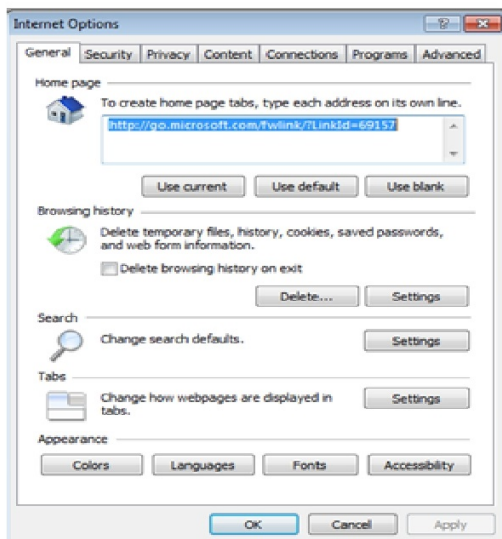 Internet Options
General Security Privacy Content Connections Programs Advanced
Home page
To create home page tabs, type each address on its own line.
http://go.microsoft.com/fwlink/?LinkId=69157
Use current Use default Use blank
Browsing history
Delete temporary files, history, cookies, saved passwords,
and web form information.
Delete browsing history on exit
Delete... Settings
Search
Change search defaults. Settings
Tabs
Change how webpages are displayed in
tabs.
Settings
Appearance
Colors Languages Fonts Accessibility
OK Cancel Apply